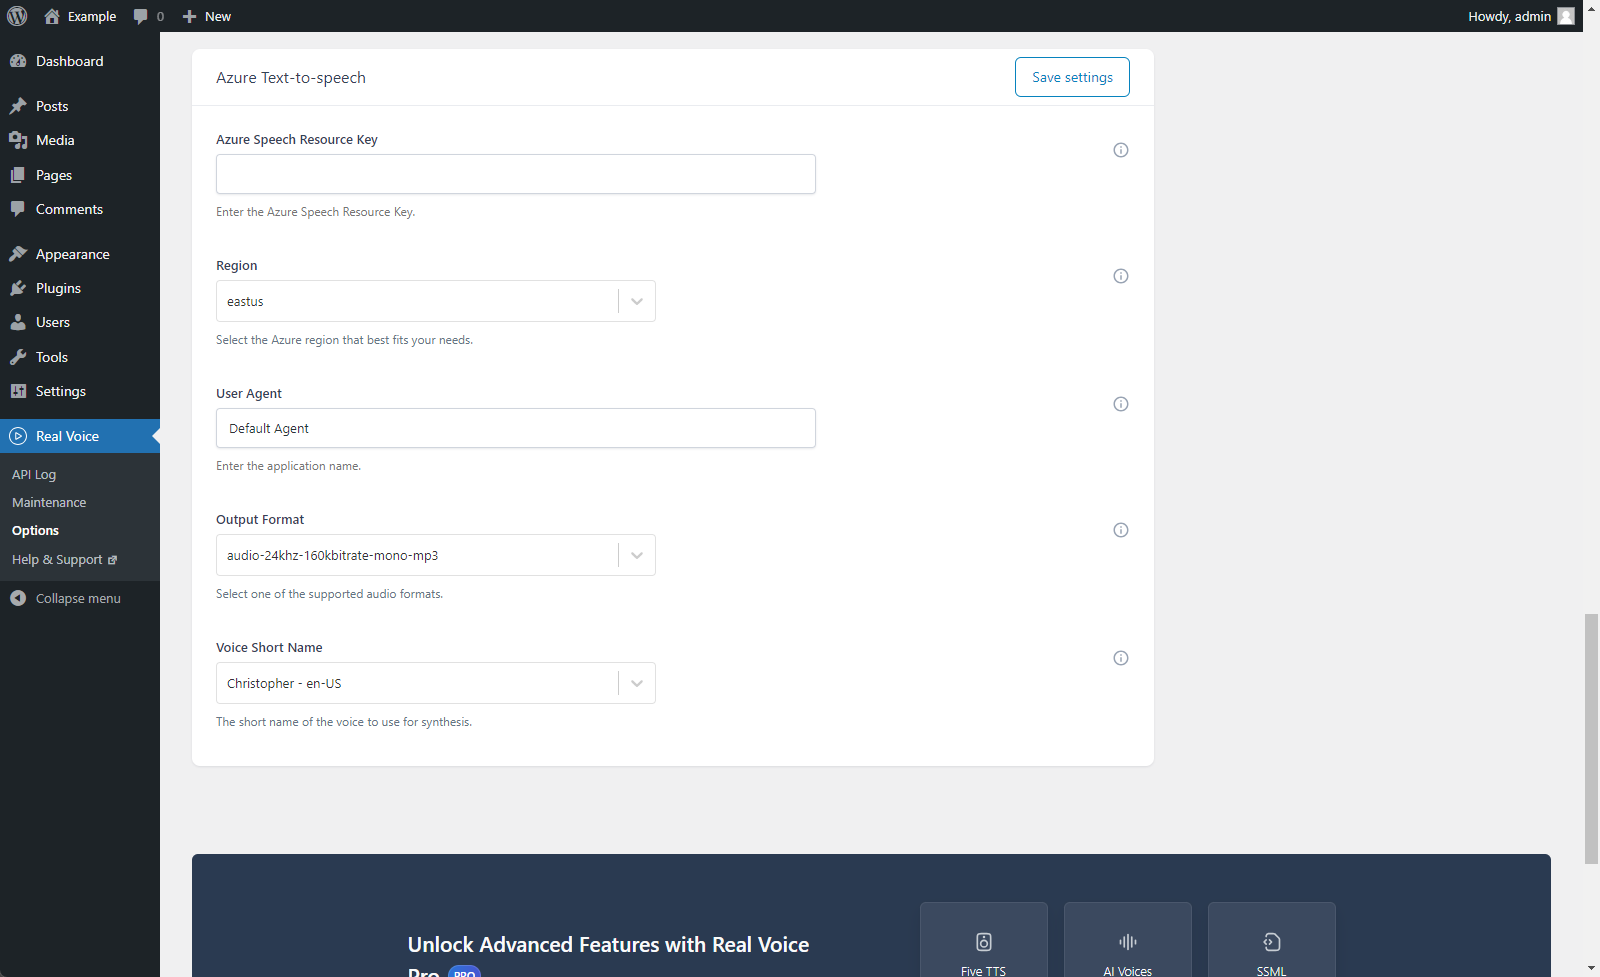 Example
0
New
Howdy, admin
Dashboard
Posts
Media
Pages
Comments
Appearance
Plugins
Users
Tools
Settings
Real Voice
API Log
Maintenance
Options
Help & Support
Collapse menu
Azure Text-to-speech
Save settings
Azure Speech Resource Key
Enter the Azure Speech Resource Key.
Region
eastus
Select the Azure region that best fits your needs.
User Agent
Default Agent
Enter the application name.
Output Format
audio-24khz-160kbitrate-mono-mp3
Select one of the supported audio formats.
Voice Short Name
Christopher - en-US
The short name of the voice to use for synthesis.
Unlock Advanced Features with Real Voice
Pro PRO
Five TTS
AI Voices
SSML